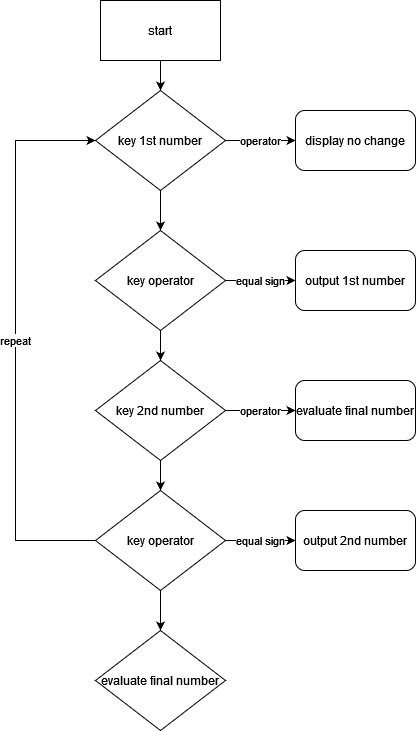 start
key 1st number
operator
display no change
key operator
equal sign
output 1st number
repeat
key 2nd number
operator
evaluate final number
key operator
equal sign
output 2nd number
evaluate final number